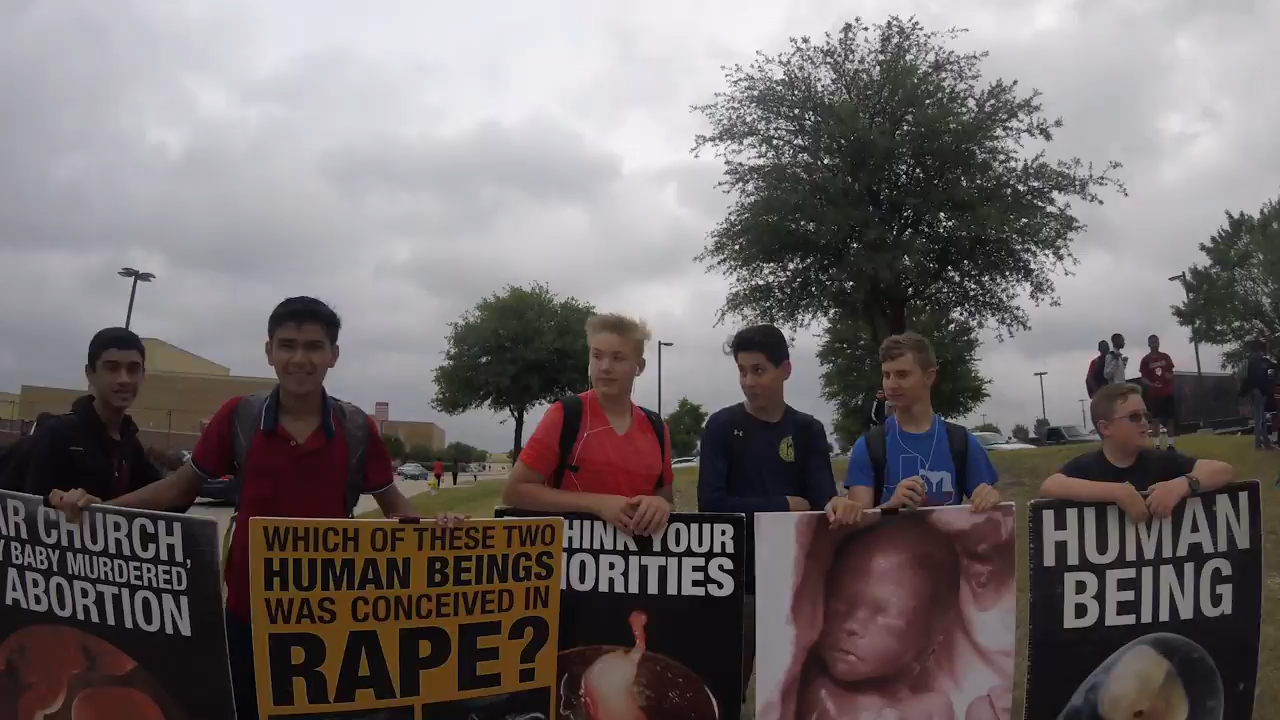 AR CHURCH,
Y BABY MURDERED
ABORTION
WHICH OF THESE TWO
HUMAN BEINGS
WAS CONCEIVED IN
RAPE?
HINK YOUR
ORITIES
HUMAN
BEING